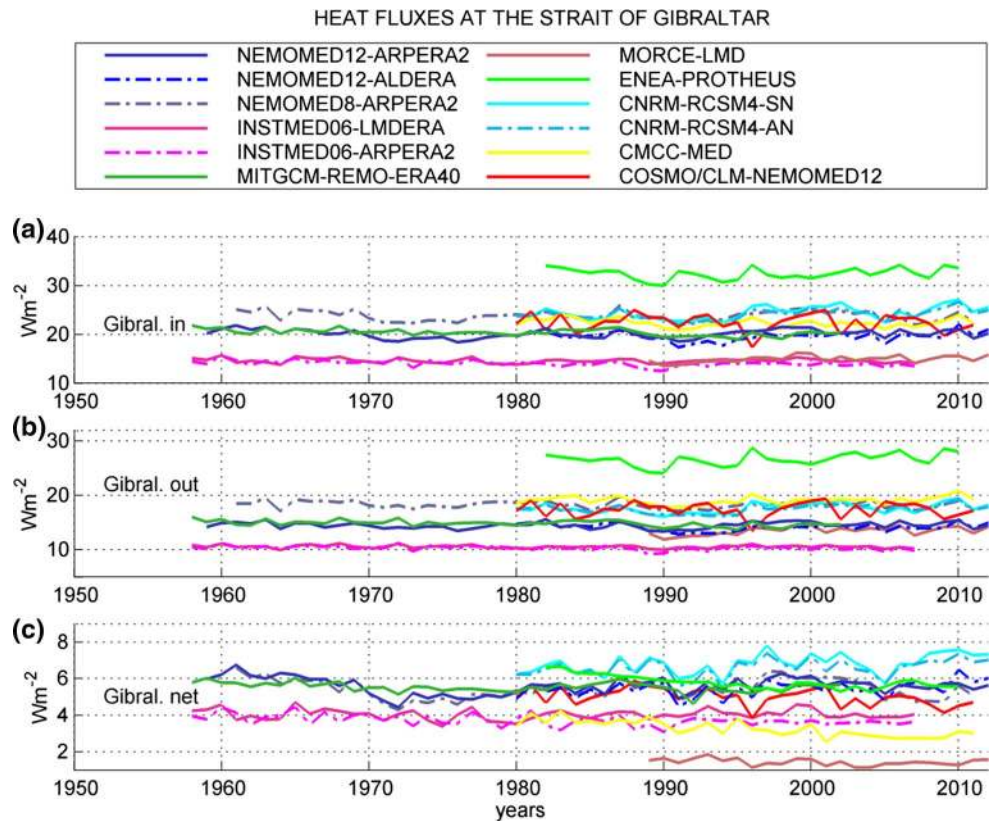 HEAT FLUXES AT THE STRAIT OF GIBRALTAR
NEMOMED12-ARPERA2
NEMOMED12-ALDERA
NEMOMED8-ARPERA2
INSTMED06-LMDERA
INSTMED06-ARPERA2
MITGCM-REMO-ERA40
MORCE-LMD
ENEA-PROTHEUS
CNRM-RCSM4-SN
CNRM-RCSM4-AN
CMCC-MED
COSMO/CLM-NEMOMED12
(a)
40
30
20
10
Wm-2
Gibral. in
1950 1960 1970 1980 1990 2000 2010
(b)
30
20
10
Wm-2
Gibral. out
1950 1960 1970 1980 1990 2000 2010
(c)
8
6
4
2
Wm-2
Gibral. net
1950 1960 1970 1980 1990 2000 2010
years